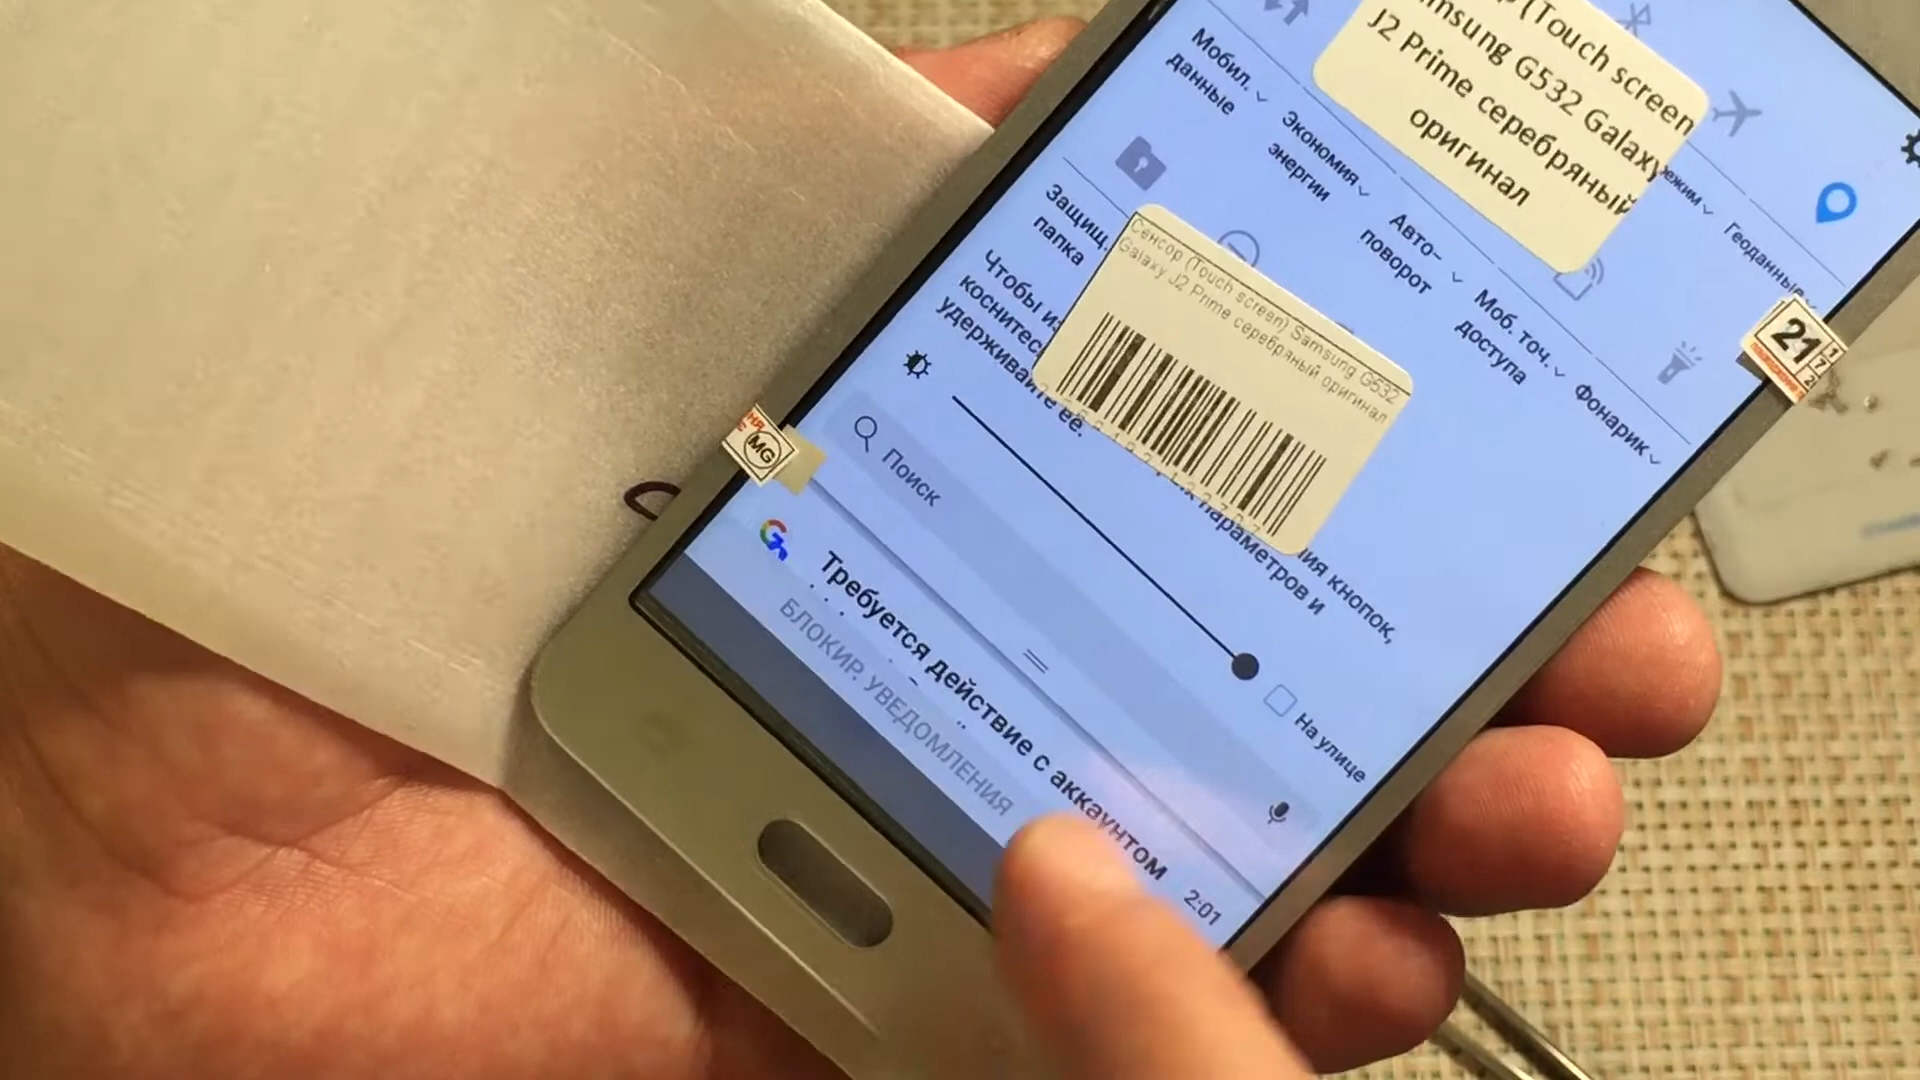 (Touch screen
msung G532 Galaxy
J2 Prime серебряный
оригинал
Мобил.
данные
Экономия
энергии
Авто-
поворот
Моб. точ.
доступа
Фонарик
Геоданные
Защищ.
папка
Сенсор (Touch screen) Samsung G532
Galaxy J2 Prime серебряный оригинал
Чтобы из
коснитес
удерживайте её.
ия кнопок,
параметров и
На улице
Поиск
21
MG
G
Требуется действие с аккаунтом
2:01
БЛОКИР. УВЕДОМЛЕНИЯ